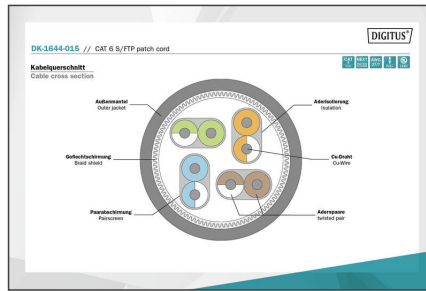 DIGITUS®
DK-1644-015 // CAT 6 S/FTP patch cord
Kabelquerschnitt
Cable cross section
Außenmantel
Outer jacket
Aderisolierung
Insulation
Geflechtschirmung
Braid shield
Cu-Draht
Cu-Wire
Paarabschirmung
Pairscreen
Adernpaare
twisted pair